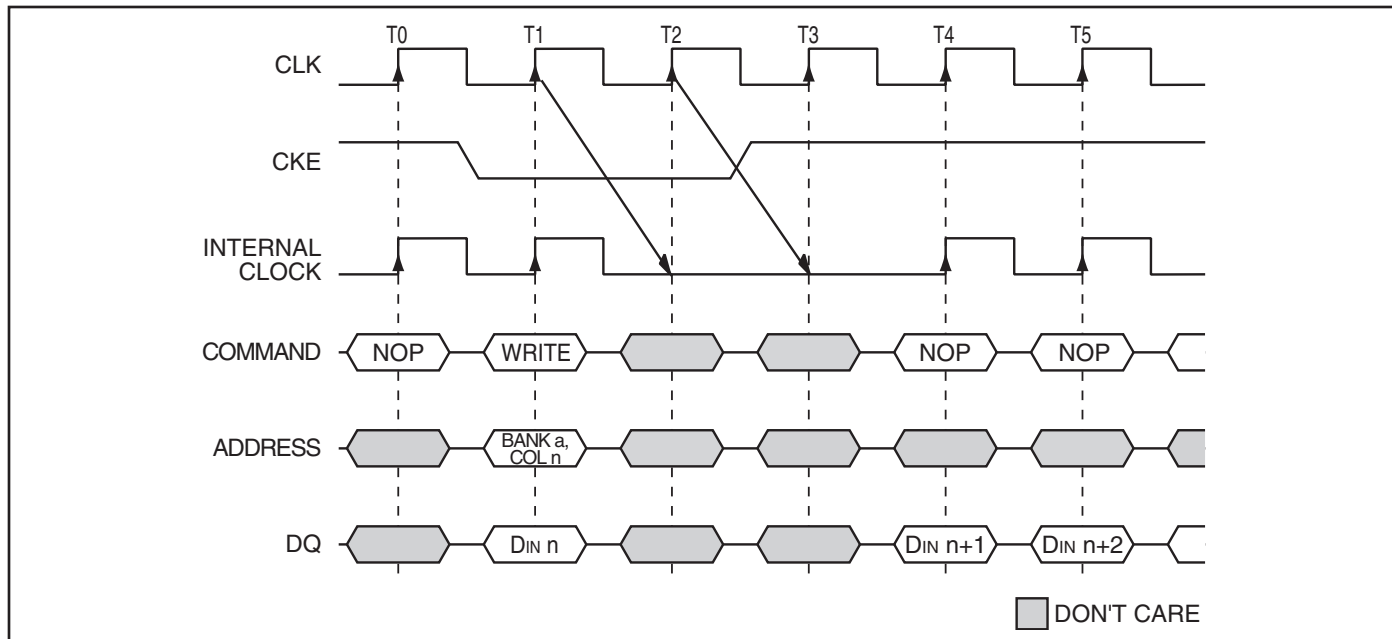 T0 T1 T2 T3 T4 T5
CLK
CKE
INTERNAL
CLOCK
COMMAND NOP WRITE NOP NOP
ADDRESS BANK a,
COL n
DQ DIN n DIN n+1 DIN n+2
DON'T CARE